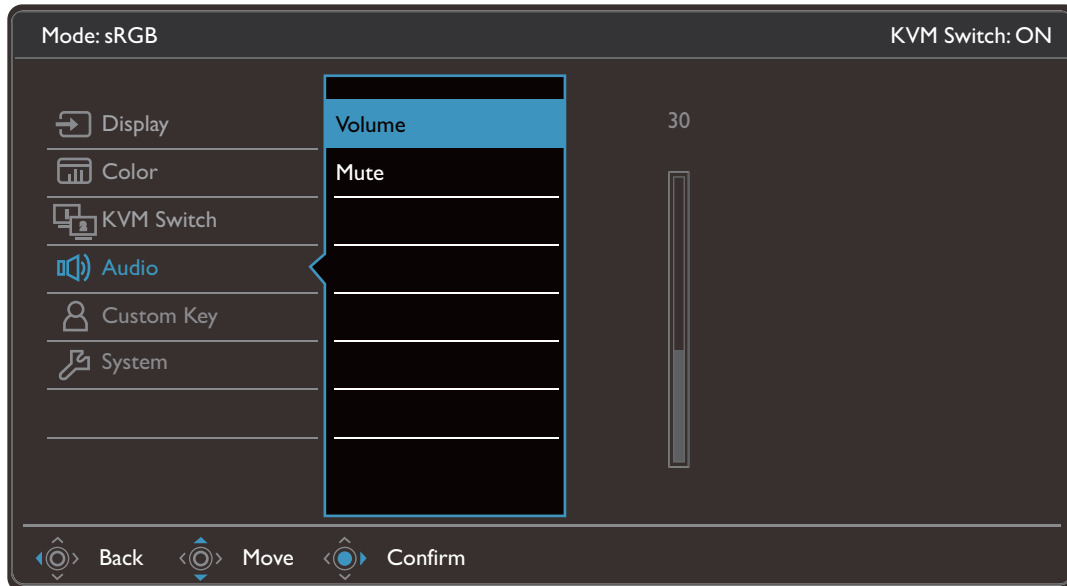 Mode: sRGB
KVM Switch: ON
Display
Volume
30
Color
Mute
KVM Switch
Audio
Custom Key
System
Back
Move
Confirm